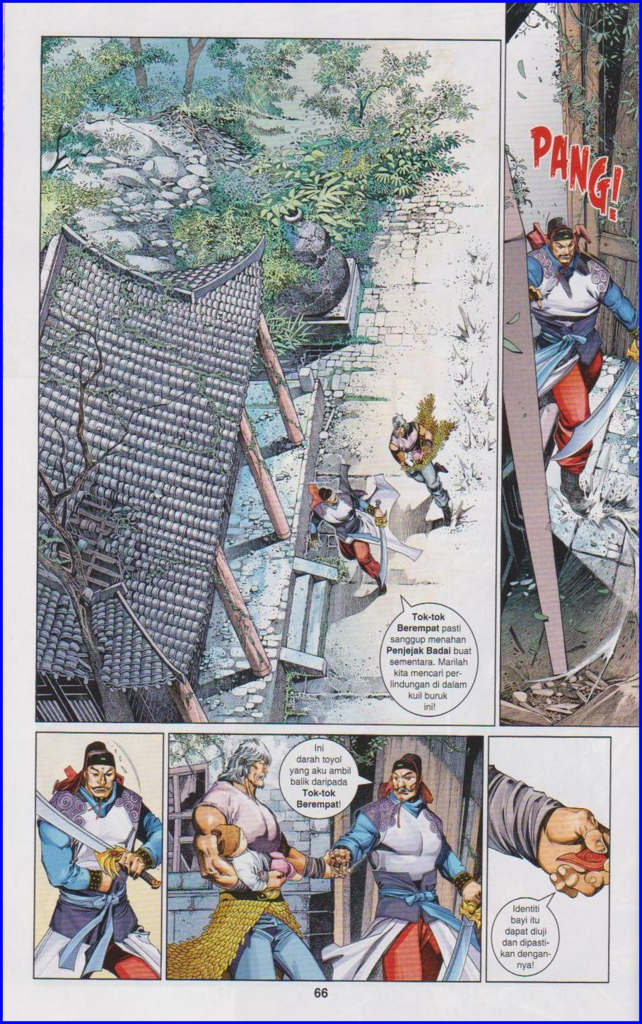 PANG!
Tok-tok
Berempat pasti
sanggup menahan
Penjejak Badai buat
sementara. Marilah
kita mencari per-
lindungan di dalam
kuil buruk
ini!
Ini
darah toyol
yang aku ambil
balik daripada
Tok-tok
Berempat!
Identiti
bayi itu
dapat diuji
dan dipasti-
kan dengan-
nya!
66